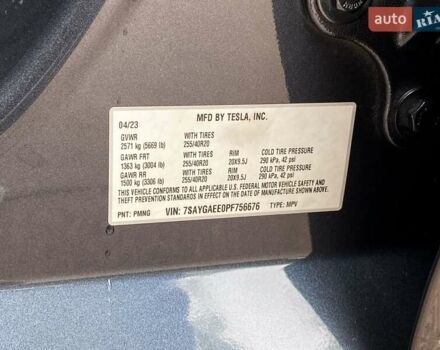 auto RIA
MFD BY TESLA, INC.
04/23
GVWR WITH TIRES
2571 kg (5669 lb) 255/40R20
GAWR FRT WITH TIRES RIM COLD TIRE PRESSURE
1363 kg (3004 lb) 255/40R20 20X9.5J 290 kPa, 42 psi
GAWR RR WITH TIRES RIM COLD TIRE PRESSURE
1500 kg (3306 lb) 255/40R20 20X9.5J 290 kPa, 42 psi
THIS VEHICLE CONFORMS TO ALL APPLICABLE U.S. FEDERAL MOTOR VEHICLE SAFETY AND
THEFT PREVENTION STANDARDS IN EFFECT ON THE DATE OF MANUFACTURE SHOWN ABOVE.
PNT: PMNG VIN: 7SAYGAEE0PF756676 TYPE: MPV